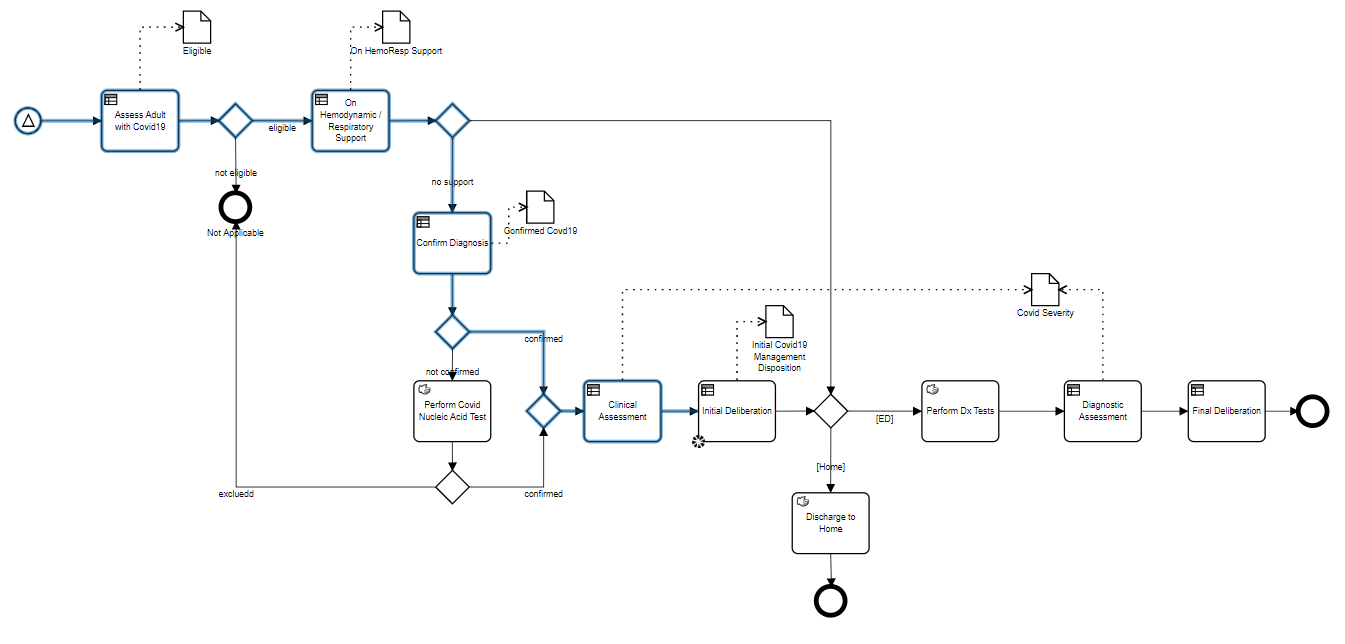 Eligible
On HemoResp Support
Assess Adult
with Covid19
eligible
On
Hemodynamic /
Respiratory
Support
not eligible
no support
Not Applicable
Confirm Diagnosis
Confirmed Covd19
Covid Severity
confirmed
Initial Covid19
Management
Disposition
not confirmed
Perform Covid
Nucleic Acid Test
Clinical
Assessment
Initial Deliberation
[ED]
Perform Dx Tests
Diagnostic
Assessment
Final Deliberation
[Home]
excluedd
confirmed
Discharge to
Home